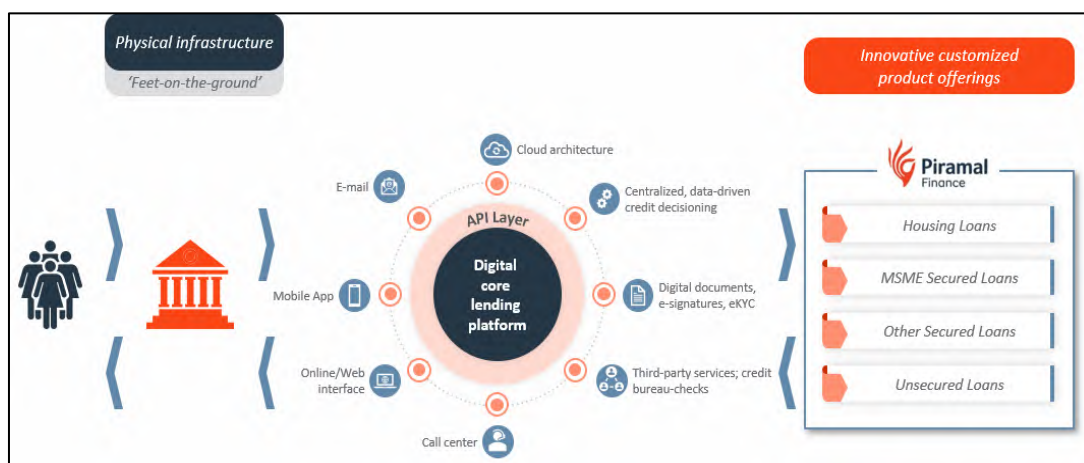 Physical infrastructure
'Feet-on-the-ground'
Innovative customized
product offerings
Cloud architecture
E-mail
Centralized, data-driven
credit decisioning
API Layer
Digital
core
lending
platform
Mobile App
Digital documents,
e-signatures, eKYC
Online/Web
interface
Third-party services; credit
bureau-checks
Call center
Piramal
Finance
Housing Loans
MSME Secured Loans
Other Secured Loans
Unsecured Loans